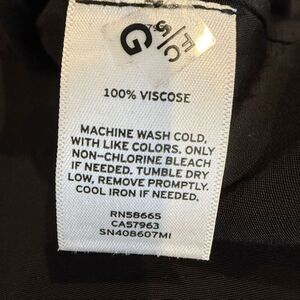 G
100% VISCOSE
MACHINE WASH COLD,
WITH LIKE COLORS. ONLY
NON-CHLORINE BLEACH
IF NEEDED. TUMBLE DRY
LOW, REMOVE PROMPTLY.
COOL IRON IF NEEDED.
RN58665
CA57963
SN408607MI